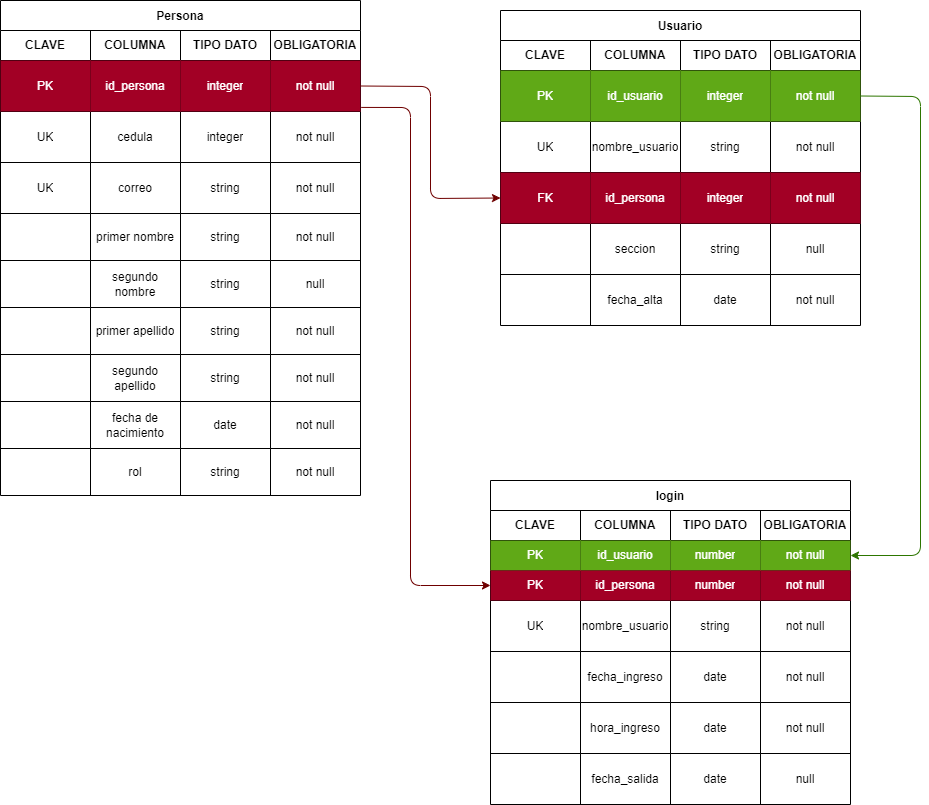 Persona
CLAVE COLUMNA TIPO DATO OBLIGATORIA
PK id_persona integer not null
UK cedula integer not null
UK correo string not null
primer nombre string not null
segundo
nombre string null
primer apellido string not null
segundo
apellido string not null
fecha de
nacimiento date not null
rol string not null
Usuario
CLAVE COLUMNA TIPO DATO OBLIGATORIA
PK id_usuario integer not null
UK nombre_usuario string not null
FK id_persona integer not null
seccion string null
fecha_alta date not null
login
CLAVE COLUMNA TIPO DATO OBLIGATORIA
PK id_usuario number not null
PK id_persona number not null
UK nombre_usuario string not null
fecha_ingreso date not null
hora_ingreso date not null
fecha_salida date null